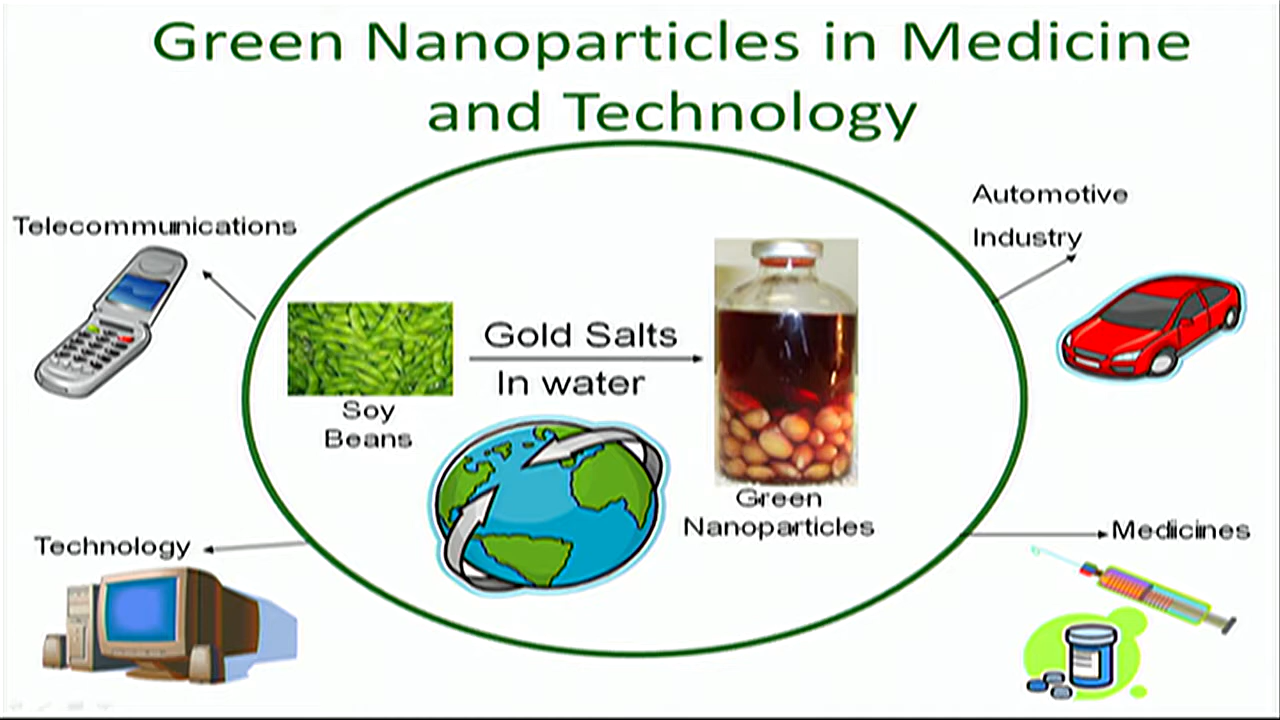 Green Nanoparticles in Medicine
and Technology
Telecommunications
Automotive
Industry
Gold Salts
In water
Soy
Beans
Green
Nanoparticles
Technology
Medicines